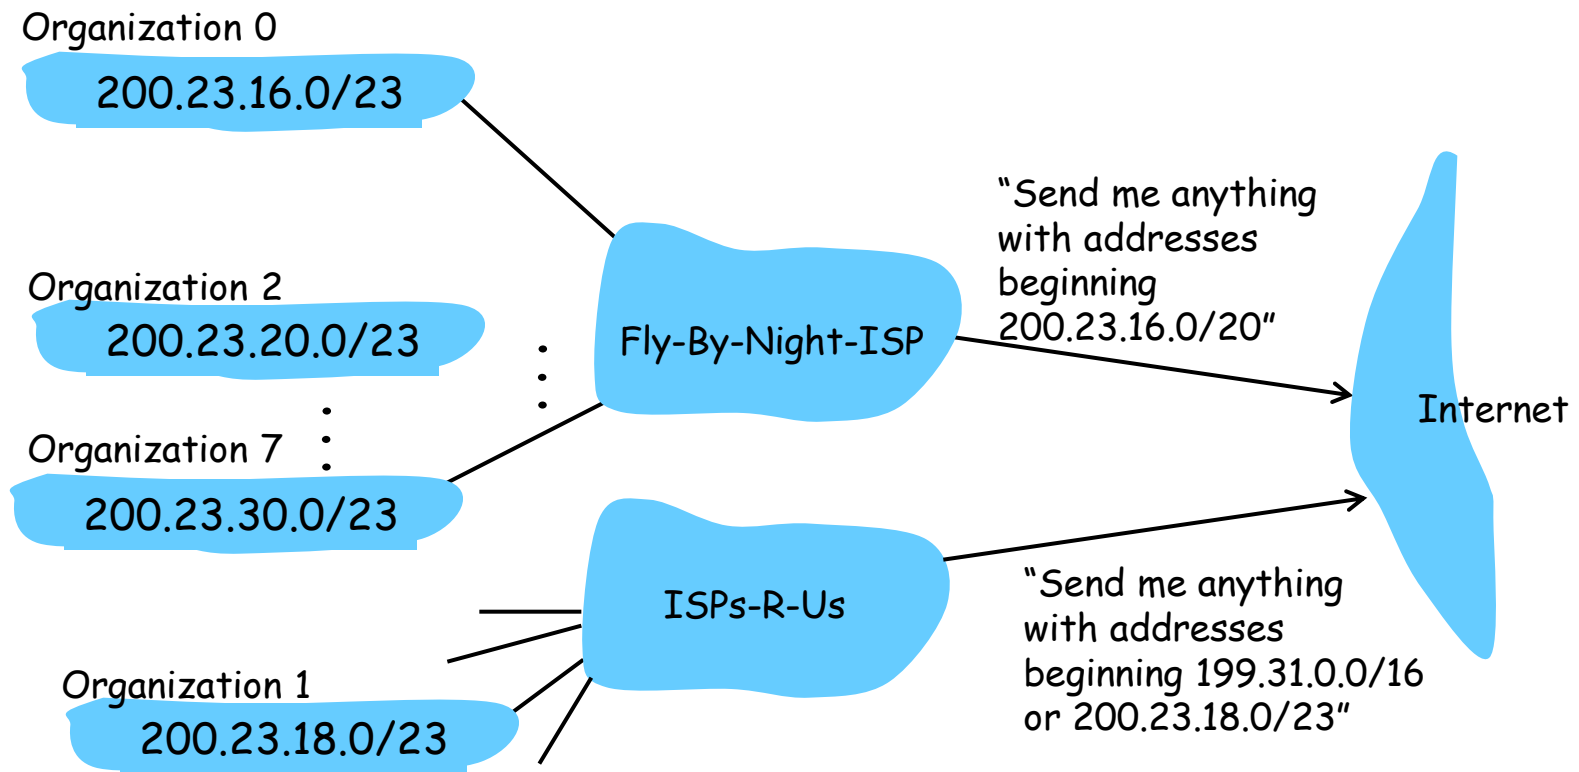 Organization 0
200.23.16.0/23
Organization 2
200.23.20.0/23
Organization 7
200.23.30.0/23
Fly-By-Night-ISP
“Send me anything
with addresses
beginning
200.23.16.0/20”
Internet
ISPs-R-Us
“Send me anything
with addresses
beginning 199.31.0.0/16
or 200.23.18.0/23”
Organization 1
200.23.18.0/23